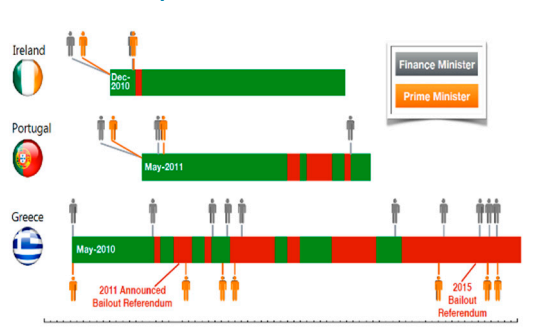 Ireland
Finance Minister
Dec-
2010
Prime Minister
Portugal
May-2011
Greece
May-2010
2011 Announced
Bailout Referendum
2015
Bailout
Referendum